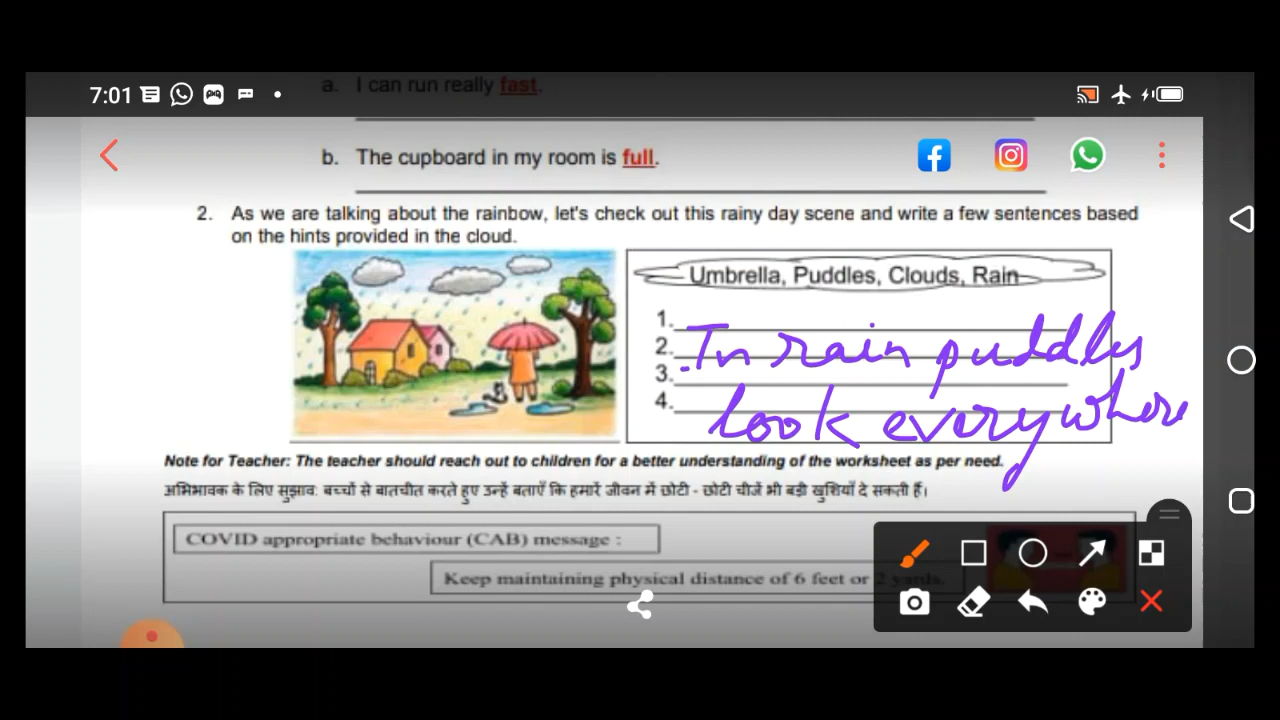 7:01
a. I can run really fast.
b. The cupboard in my room is full.
2. As we are talking about the rainbow, let's check out this rainy day scene and write a few sentences based
on the hints provided in the cloud.
Umbrella, Puddles, Clouds, Rain
1.
2.
3.
4.
In rain puddles
look everywhere
Note for Teacher: The teacher should reach out to children for a better understanding of the worksheet as per need.
अभिभावक के लिए सुझाव: बच्चों से बातचीत करते हुए उन्हें बताएँ कि हमारे जीवन में छोटी - छोटी चीजें भी बड़ी खुशियाँ दे सकती हैं।
COVID appropriate behaviour (CAB) message :
Keep maintaining physical distance of 6 feet or 2 yards.